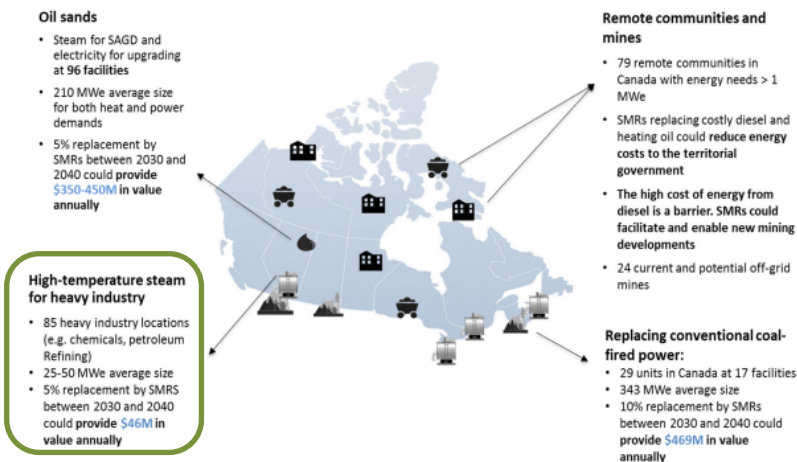 Oil sands
• Steam for SAGD and
electricity for upgrading
at 96 facilities
• 210 MWe average size
for both heat and power
demands
• 5% replacement by
SMRs between 2030 and
2040 could provide
$350-450M in value
annually
High-temperature steam
for heavy industry
• 85 heavy industry locations
(e.g. chemicals, petroleum
Refining)
• 25-50 MWe average size
• 5% replacement by SMRS
between 2030 and 2040
could provide $46M in
value annually
Remote communities and
mines
• 79 remote communities in
Canada with energy needs > 1
MWe
• SMRs replacing costly diesel and
heating oil could reduce energy
costs to the territorial
government
• The high cost of energy from
diesel is a barrier. SMRs could
facilitate and enable new mining
developments
• 24 current and potential off-grid
mines
Replacing conventional coal-
fired power:
• 29 units in Canada at 17 facilities
• 343 MWe average size
• 10% replacement by SMRs
between 2030 and 2040 could
provide $469M in value
annually